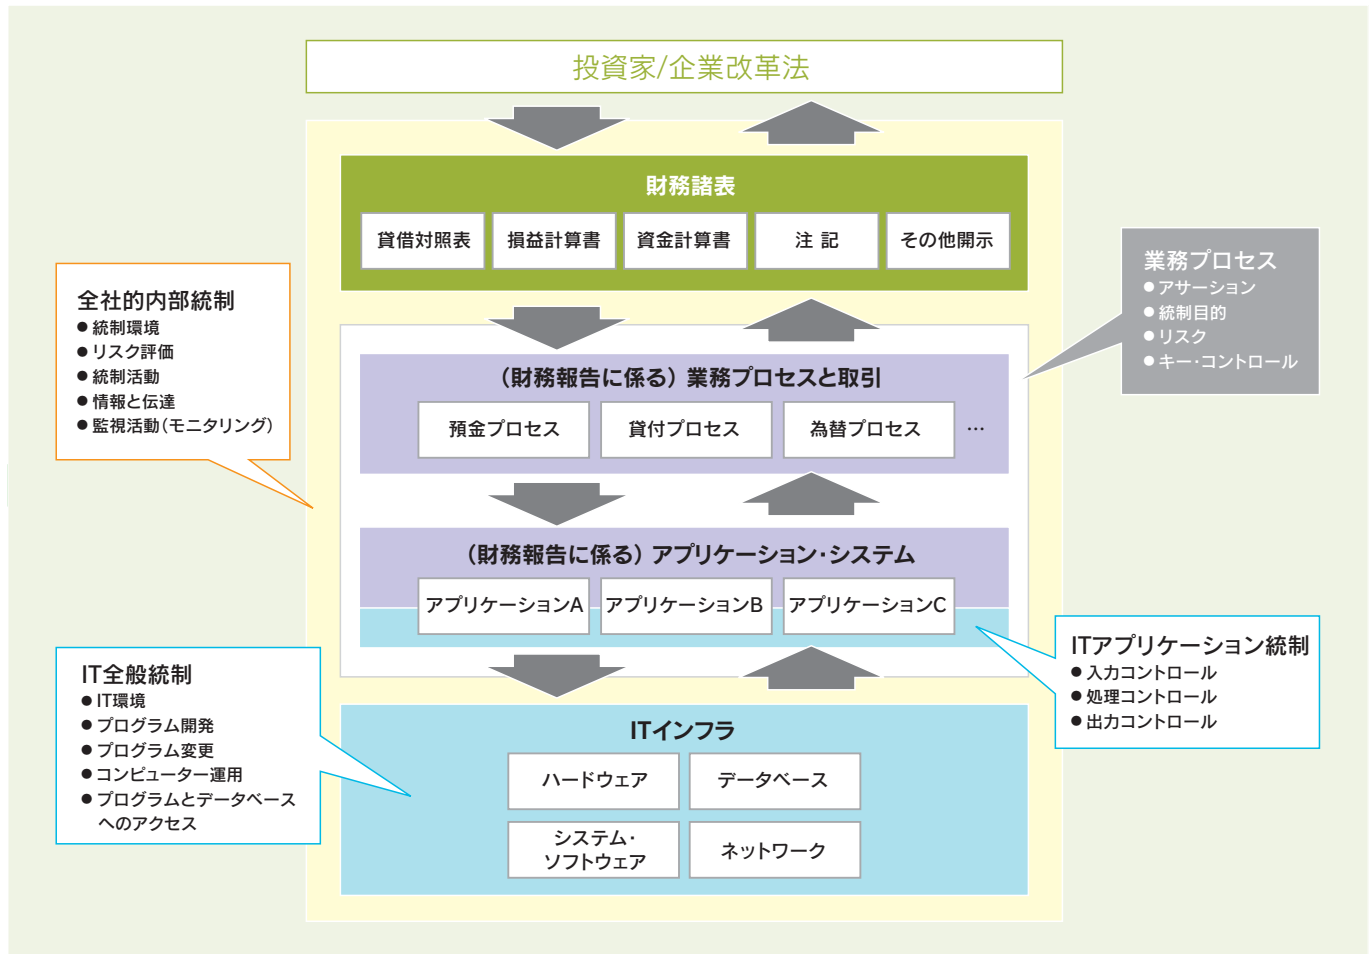 投資家/企業改革法
財務諸表
貸借対照表
損益計算書
資金計算書
注 記
その他開示
全社的内部統制
● 統制環境
● リスク評価
● 統制活動
● 情報と伝達
● 監視活動(モニタリング)
業務プロセス
● アサーション
● 統制目的
● リスク
● キー・コントロール
(財務報告に係る) 業務プロセスと取引
預金プロセス
貸付プロセス
為替プロセス
…
(財務報告に係る) アプリケーション・システム
アプリケーションA
アプリケーションB
アプリケーションC
IT全般統制
● IT環境
● プログラム開発
● プログラム変更
● コンピューター運用
● プログラムとデータベース
へのアクセス
ITアプリケーション統制
● 入力コントロール
● 処理コントロール
● 出力コントロール
ITインフラ
ハードウェア
データベース
システム・
ソフトウェア
ネットワーク